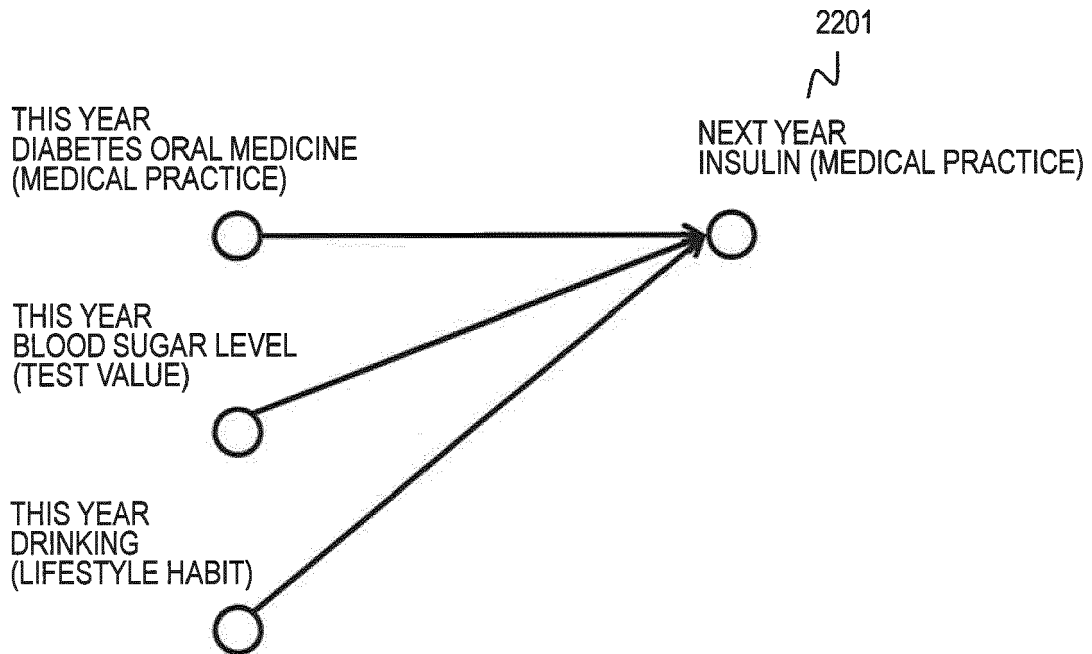 2201
THIS YEAR
DIABETES ORAL MEDICINE
(MEDICAL PRACTICE)
NEXT YEAR
INSULIN (MEDICAL PRACTICE)
THIS YEAR
BLOOD SUGAR LEVEL
(TEST VALUE)
THIS YEAR
DRINKING
(LIFESTYLE HABIT)